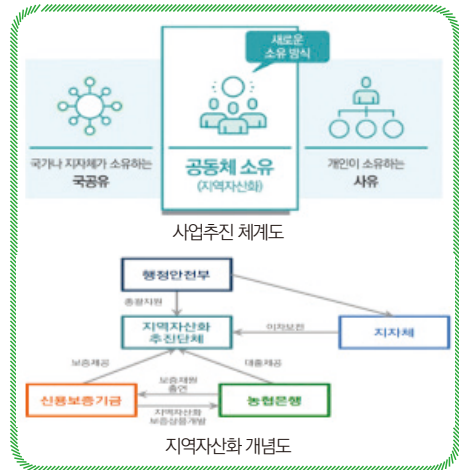 새로운
소유 방식
국가나 지자체가 소유하는
국공유
공동체 소유
(지역자산화)
개인이 소유하는
사유
사업추진 체계도
행정안전부
총괄지원
지역자산화
추진단체
이차보전
지자체
보증제공
대출제공
신용보증기금
보증재원
출연
지역자산화
보증상품개발
농협은행
지역자산화 개념도